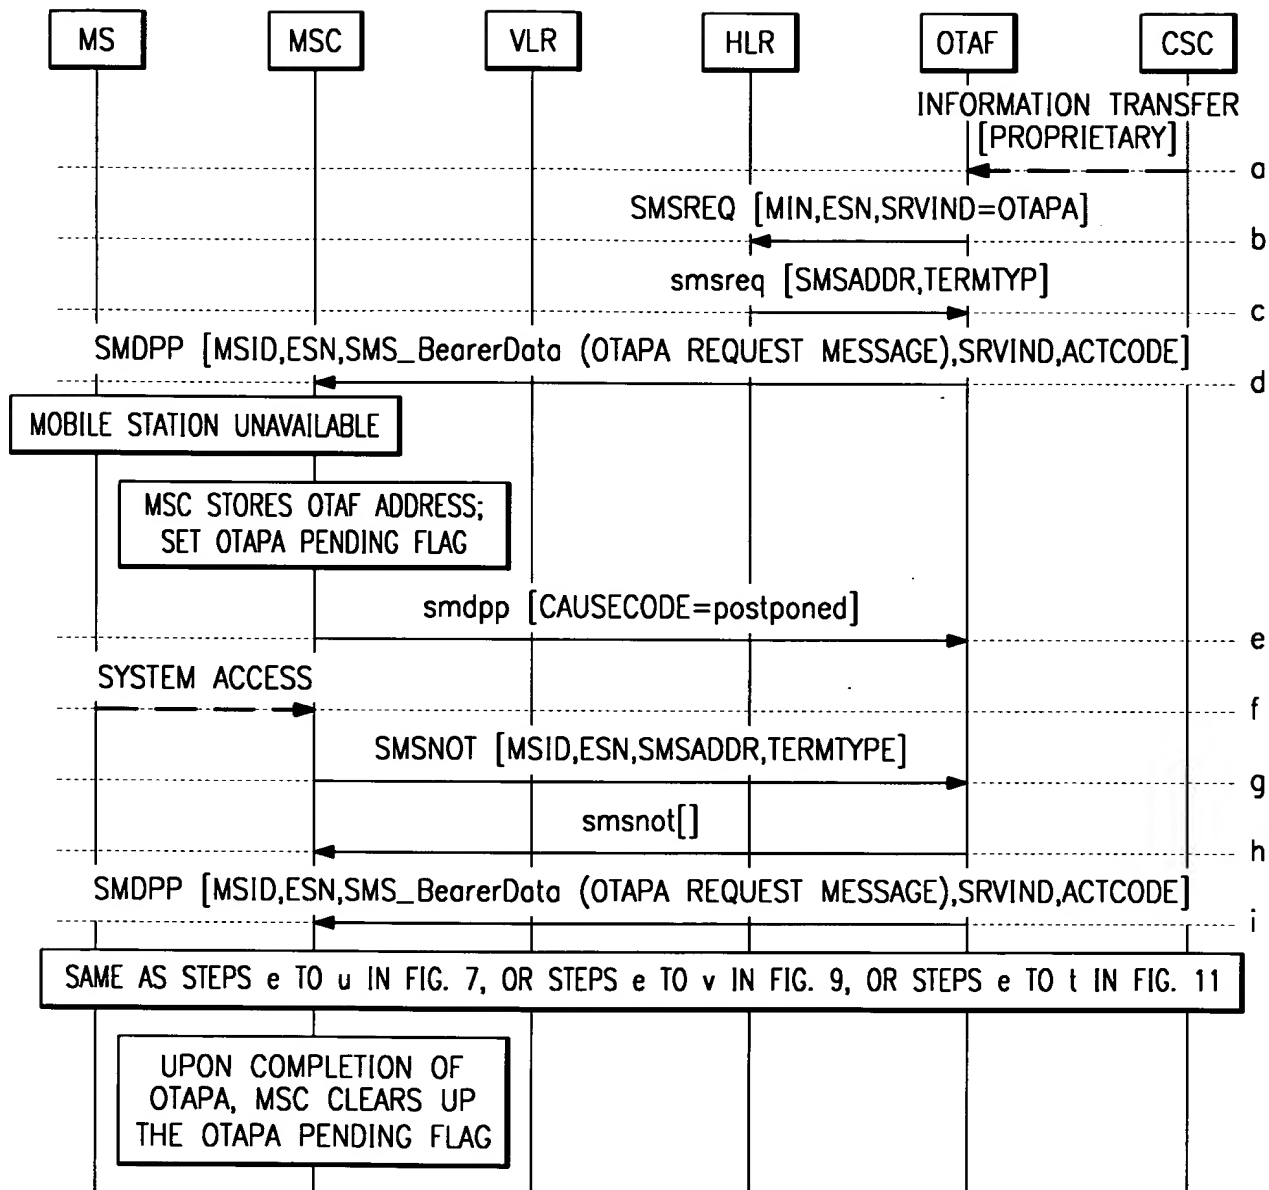 MS MSC VLR HLR OTAF CSC
INFORMATION TRANSFER
[PROPRIETARY]
a
SMSREQ [MIN,ESN,SRVIND=OTAPA]
b
smsreq [SMSADDR,TERMTYP]
c
SMDPP [MSID,ESN,SMS_BearerData (OTAPA REQUEST MESSAGE),SRVIND,ACTCODE]
d
MOBILE STATION UNAVAILABLE
MSC STORES OTAF ADDRESS;
SET OTAPA PENDING FLAG
smdpp [CAUSECODE=postponed]
e
SYSTEM ACCESS
f
SMSNOT [MSID,ESN,SMSADDR,TERMTYPE]
g
smsnot[]
h
SMDPP [MSID,ESN,SMS_BearerData (OTAPA REQUEST MESSAGE),SRVIND,ACTCODE]
i
SAME AS STEPS e TO u IN FIG. 7, OR STEPS e TO v IN FIG. 9, OR STEPS e TO t IN FIG. 11
UPON COMPLETION OF
OTAPA, MSC CLEARS UP
THE OTAPA PENDING FLAG